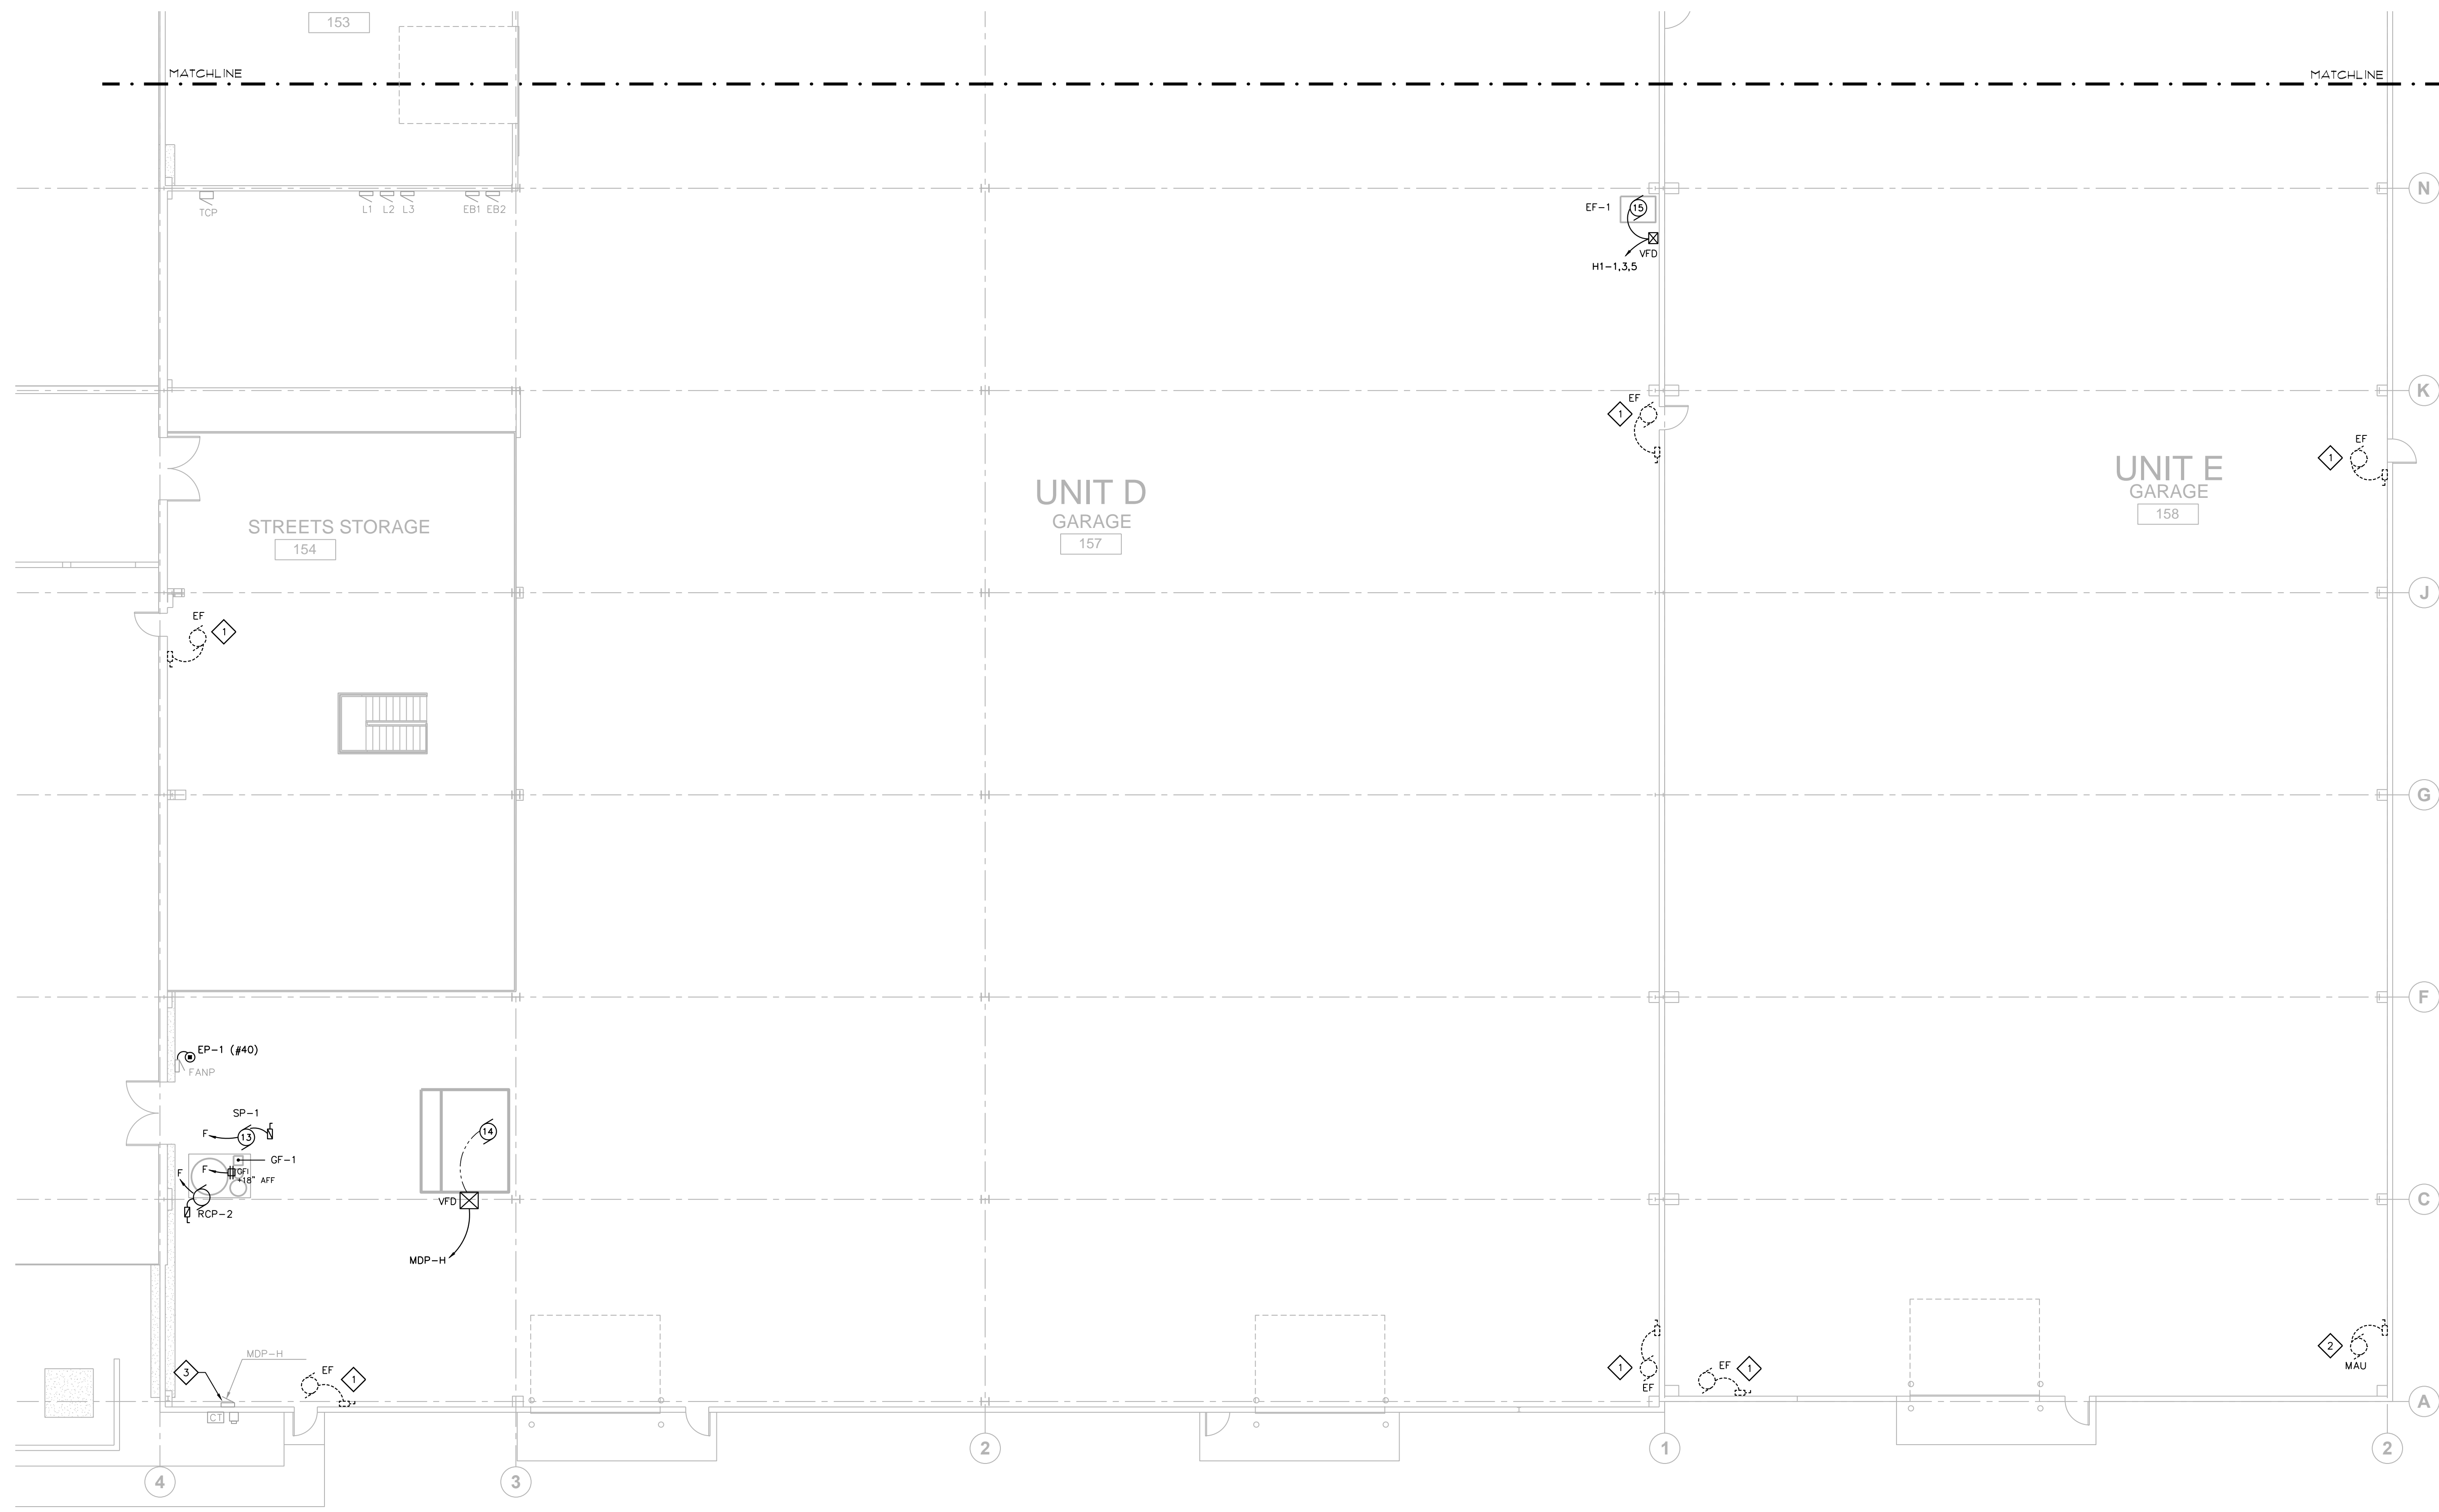 153
MATCHLINE
MATCHLINE
N
TCP
L1
L2
L3
EB1
EB2
EF-1
15
VFD
H1-1,3,5
K
EF
1
EF
1
UNIT D
GARAGE
157
UNIT E
GARAGE
158
STREETS STORAGE
154
J
EF
1
G
F
EP-1 (#40)
FANP
SP-1
F
13
14
GF-1
F
GFI
+18" AFF
F
RCP-2
VFD
C
MDP-H
MDP-H
3
EF
1
1
EF
EF
1
2
MAU
CT
A
2
1
2
4
3